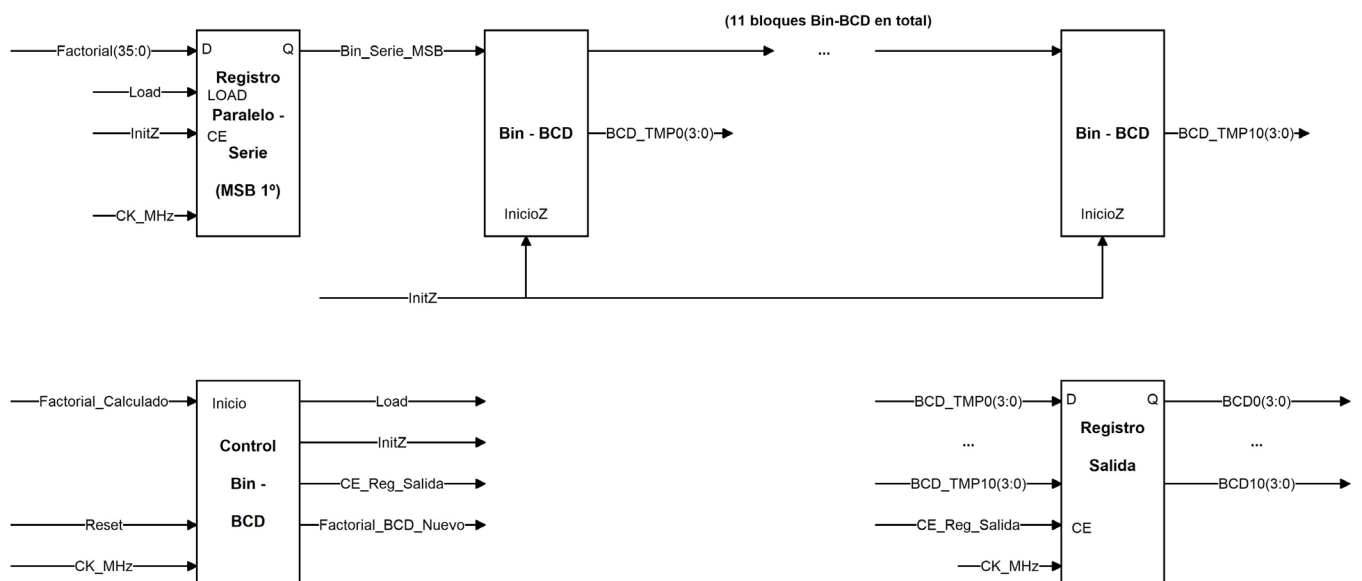 (11 bloques Bin-BCD en total)
Factorial(35:0)
D
Q
Bin_Serie_MSB
...
Registro
Load
LOAD
Paralelo -
InitZ
CE
Serie
(MSB 1º)
CK_MHz
Bin - BCD
BCD_TMP0(3:0)
InicioZ
Bin - BCD
BCD_TMP10(3:0)
InicioZ
InitZ
Factorial_Calculado
Inicio
Load
Control
InitZ
Bin -
CE_Reg_Salida
BCD
Reset
Factorial_BCD_Nuevo
CK_MHz
BCD_TMP0(3:0)
D
Q
BCD0(3:0)
Registro
...
...
Salida
BCD_TMP10(3:0)
BCD10(3:0)
CE_Reg_Salida
CE
CK_MHz